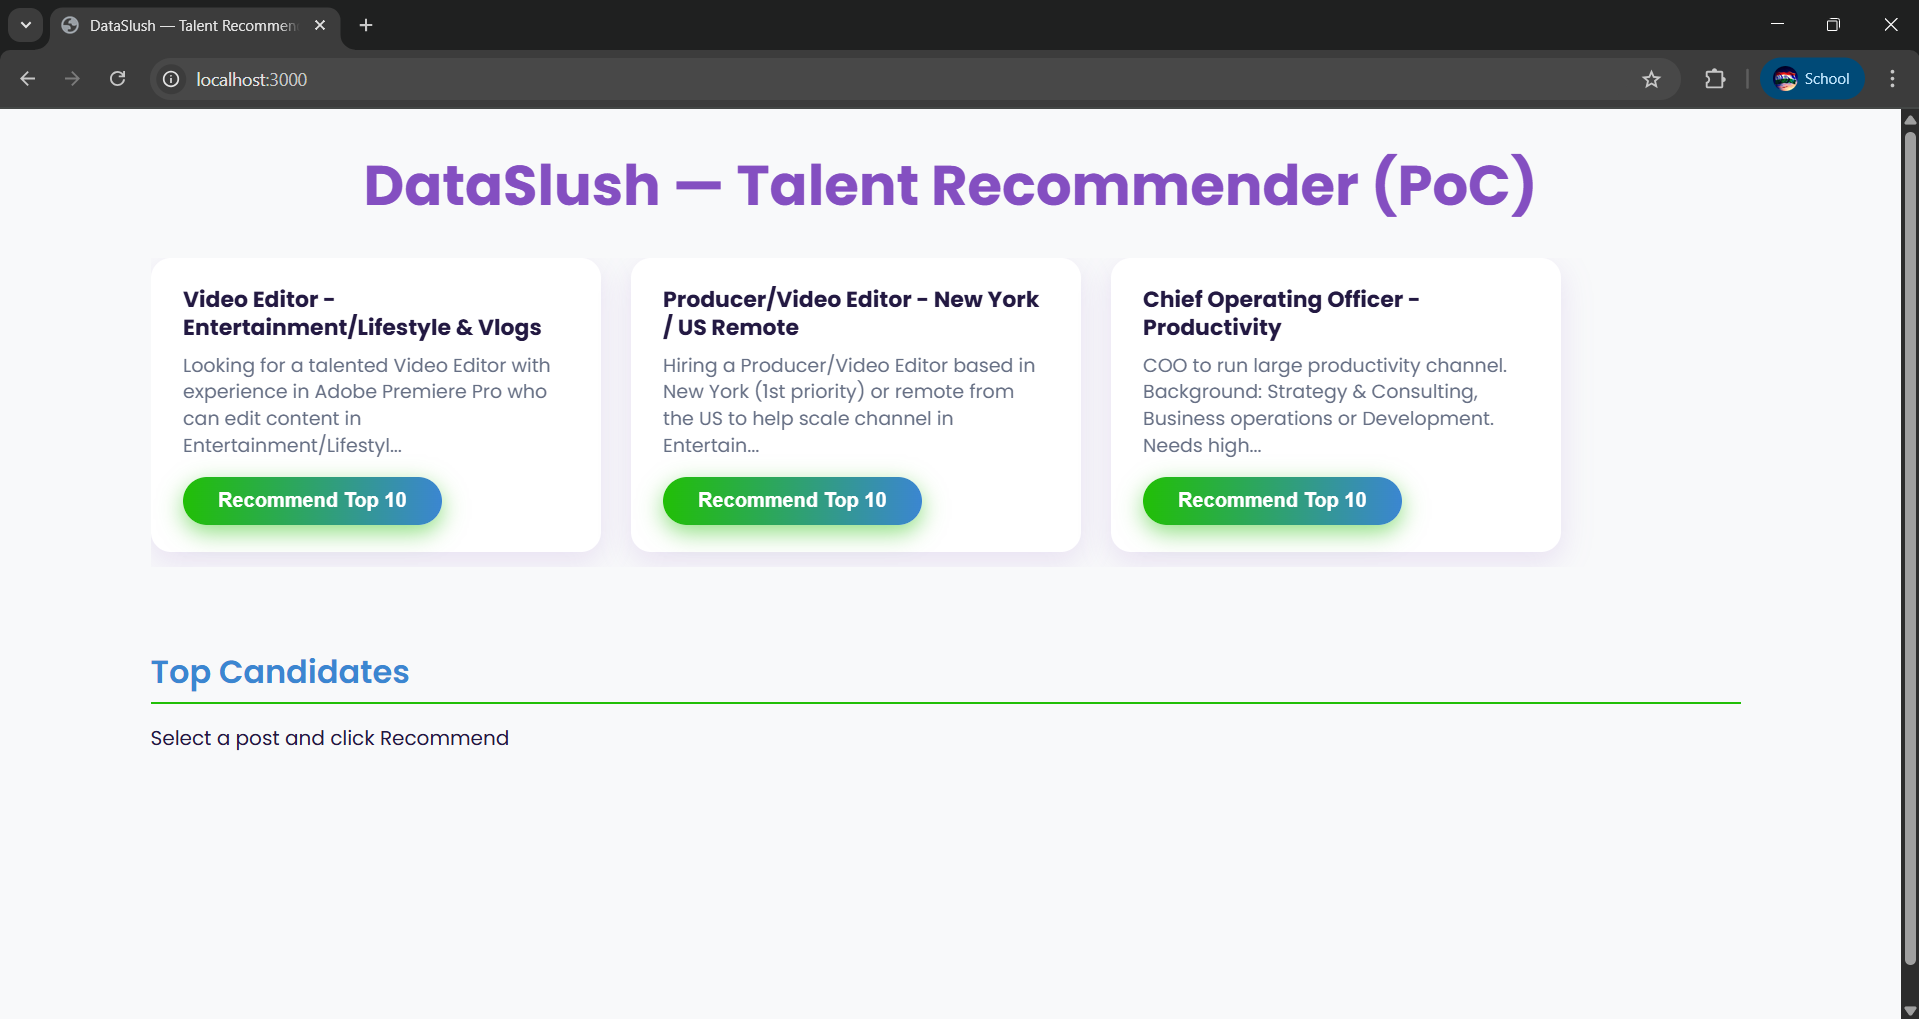 DataSlush — Talent Recommen
localhost:3000
School
DataSlush — Talent Recommender (PoC)
Video Editor -
Entertainment/Lifestyle & Vlogs
Looking for a talented Video Editor with
experience in Adobe Premiere Pro who
can edit content in
Entertainment/Lifestyl...
Recommend Top 10
Producer/Video Editor - New York
/ US Remote
Hiring a Producer/Video Editor based in
New York (1st priority) or remote from
the US to help scale channel in
Entertain...
Recommend Top 10
Chief Operating Officer -
Productivity
COO to run large productivity channel.
Background: Strategy & Consulting,
Business operations or Development.
Needs high...
Recommend Top 10
Top Candidates
Select a post and click Recommend